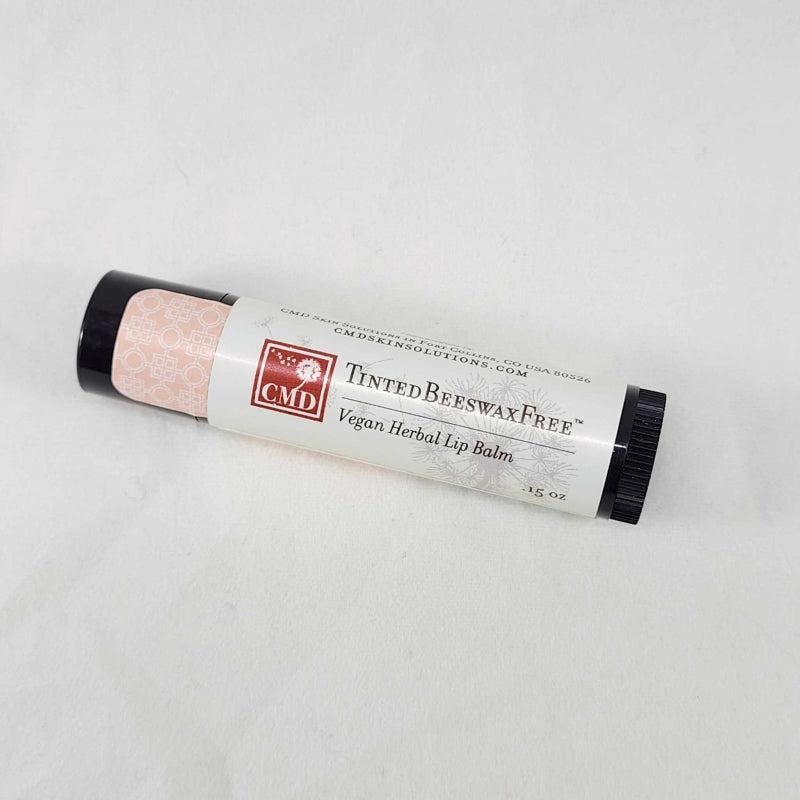 CMD Skin Solutions in Fort Collins, CO USA 80526
CMDSKINSOLUTIONS.COM
CMD
TintedBeeswaxFree™
Vegan Herbal Lip Balm
.15 oz